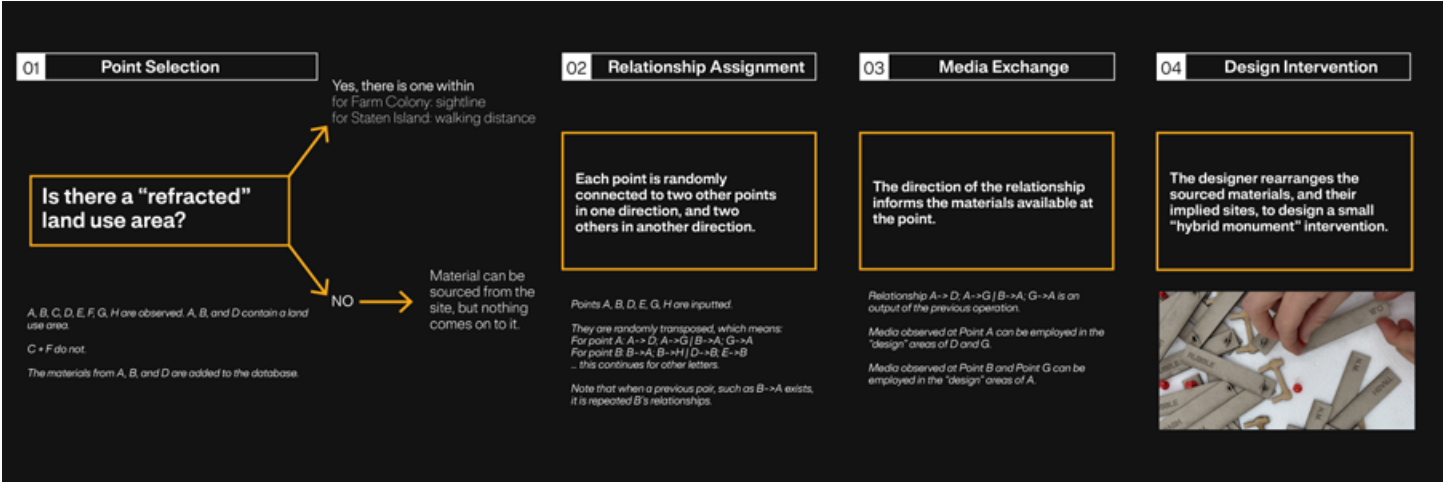 01 Point Selection
Yes, there is one within
for Farm Colony: sightline
for Staten Island: walking distance
Is there a “refracted”
land use area?
NO
Material can be
sourced from the
site, but nothing
comes on to it.
A, B, C, D, E, F, G, H are observed. A, B, and D contain a land
use area.
C + F do not.
The materials from A, B, and D are added to the database.
02 Relationship Assignment
Each point is randomly
connected to two other points
in one direction, and two
others in another direction.
Points A, B, D, E, G, H are inputted.
They are randomly transposed, which means:
For point A: A-> D; A->G | B->A; G->A
For point B: B->A; B->H | D->B; E->B
... this continues for other letters.
Note that when a previous pair, such as B->A exists,
it is repeated B's relationships.
03 Media Exchange
The direction of the relationship
informs the materials available at
the point.
Relationship A-> D; A->G | B->A; G->A is an
output of the previous operation.
Media observed at Point A can be employed in the
"design" areas of D and G.
Media observed at Point B and Point G can be
employed in the "design" areas of A.
04 Design Intervention
The designer rearranges the
sourced materials, and their
implied sites, to design a small
“hybrid monument” intervention.
RUBBLE